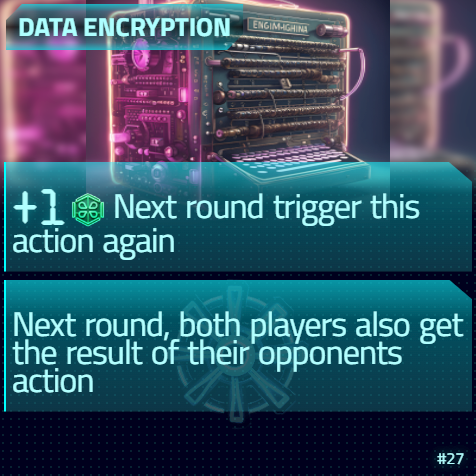 DATA ENCRYPTION
ENGIM-IGHINA
+1 Next round trigger this
action again
Next round, both players also get
the result of their opponents
action
#27